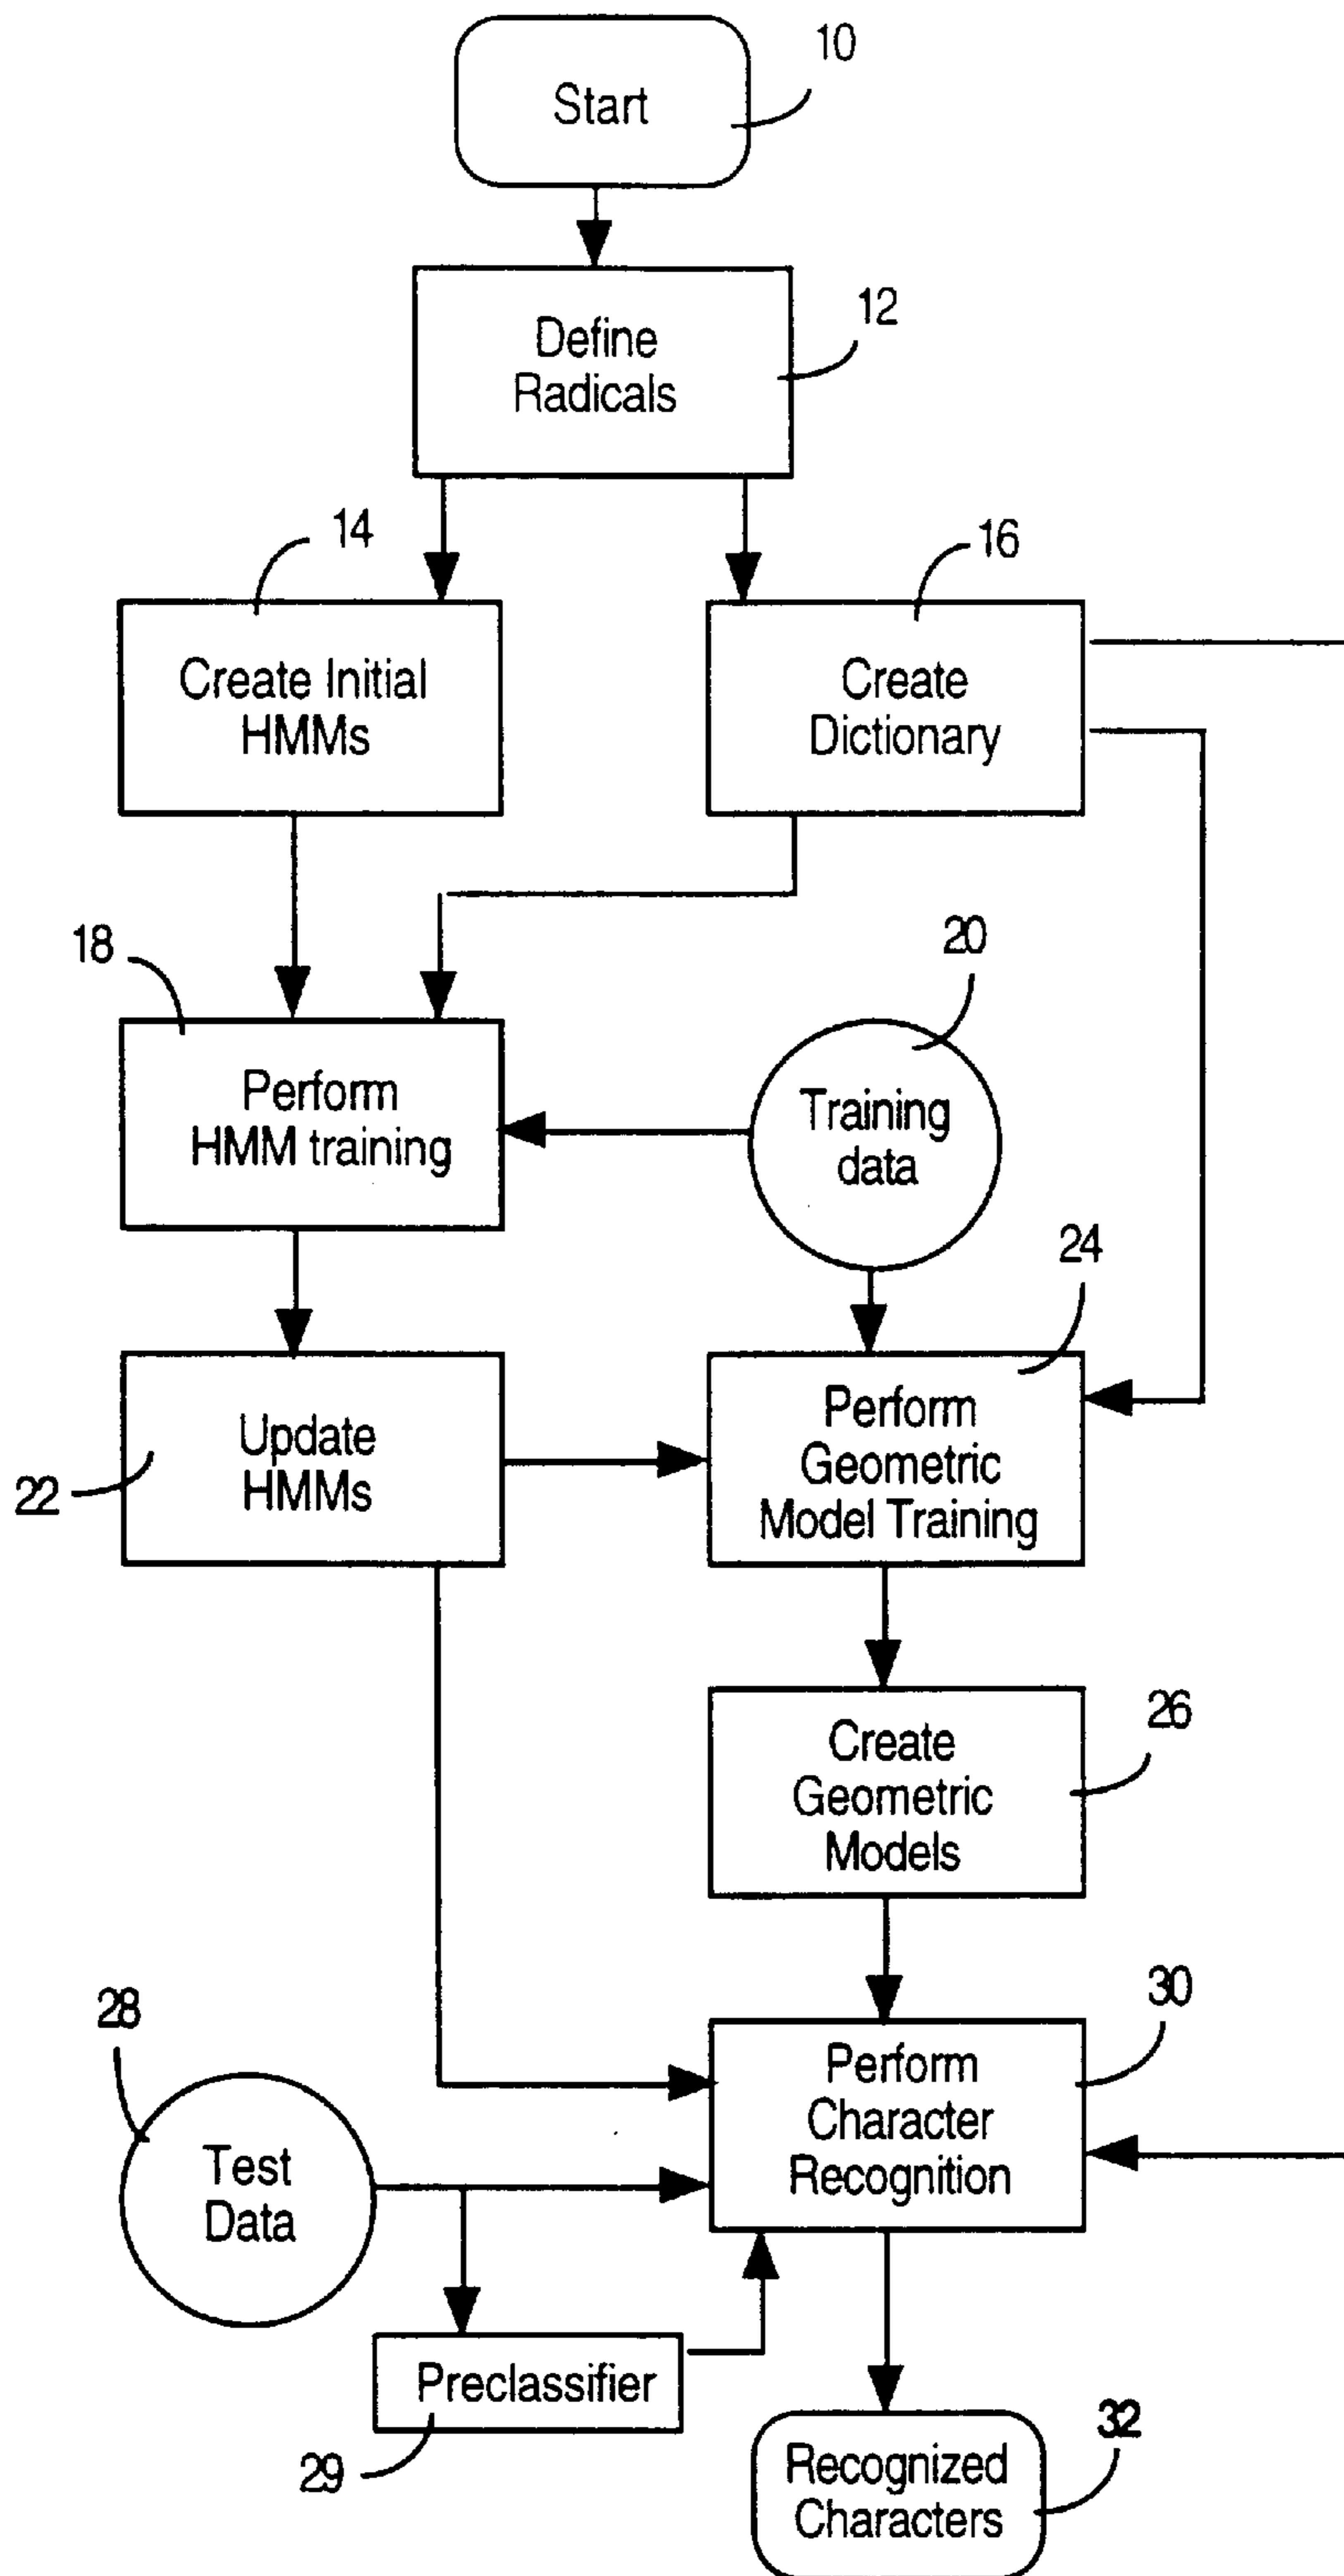 10
Start
12
Define
Radicals
14
16
Create Initial
HMMs
Create
Dictionary
18
20
Perform
HMM training
Training
data
24
Update
HMMs
22
Perform
Geometric
Model Training
26
Create
Geometric
Models
28
30
Perform
Character
Recognition
Test
Data
Preclassifier
29
32
Recognized
Characters